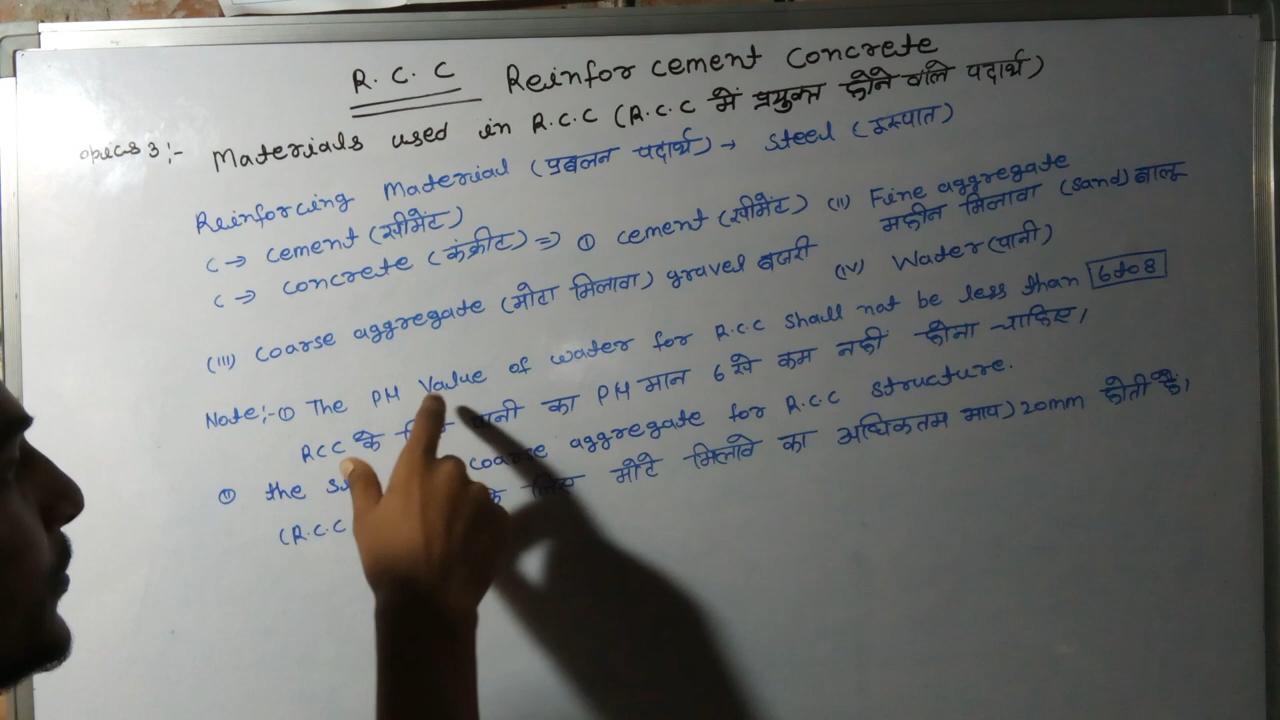 R.C.C Reinforcement Concrete
opics 3:- Materials used in R.C.C (R.C.C में प्रयुक्त होने वाले पदार्थ)
Reinforcing Material (प्रबलन पदार्थ) → Steel (इस्पात)
(→ cement (सीमेंट)
(→ concrete (कंक्रीट) ⇒ ① cement (सीमेंट) (II) Fine aggregate
महीन मिलावा (sand) बालू
(III) coarse aggregate (मोटा मिलावा) gravel बजरी (IV) Water (पानी)
Note:- ① The PH Value of water for R.C.C shall not be less than 6 to 8
RCC के पानी का PH मान 6 से कम नहीं होना चाहिए।
① the coarse aggregate for R.C.C structure.
(R.C.C के लिए मोटे मिलावे का अधिकतम माप) 20mm होती है।